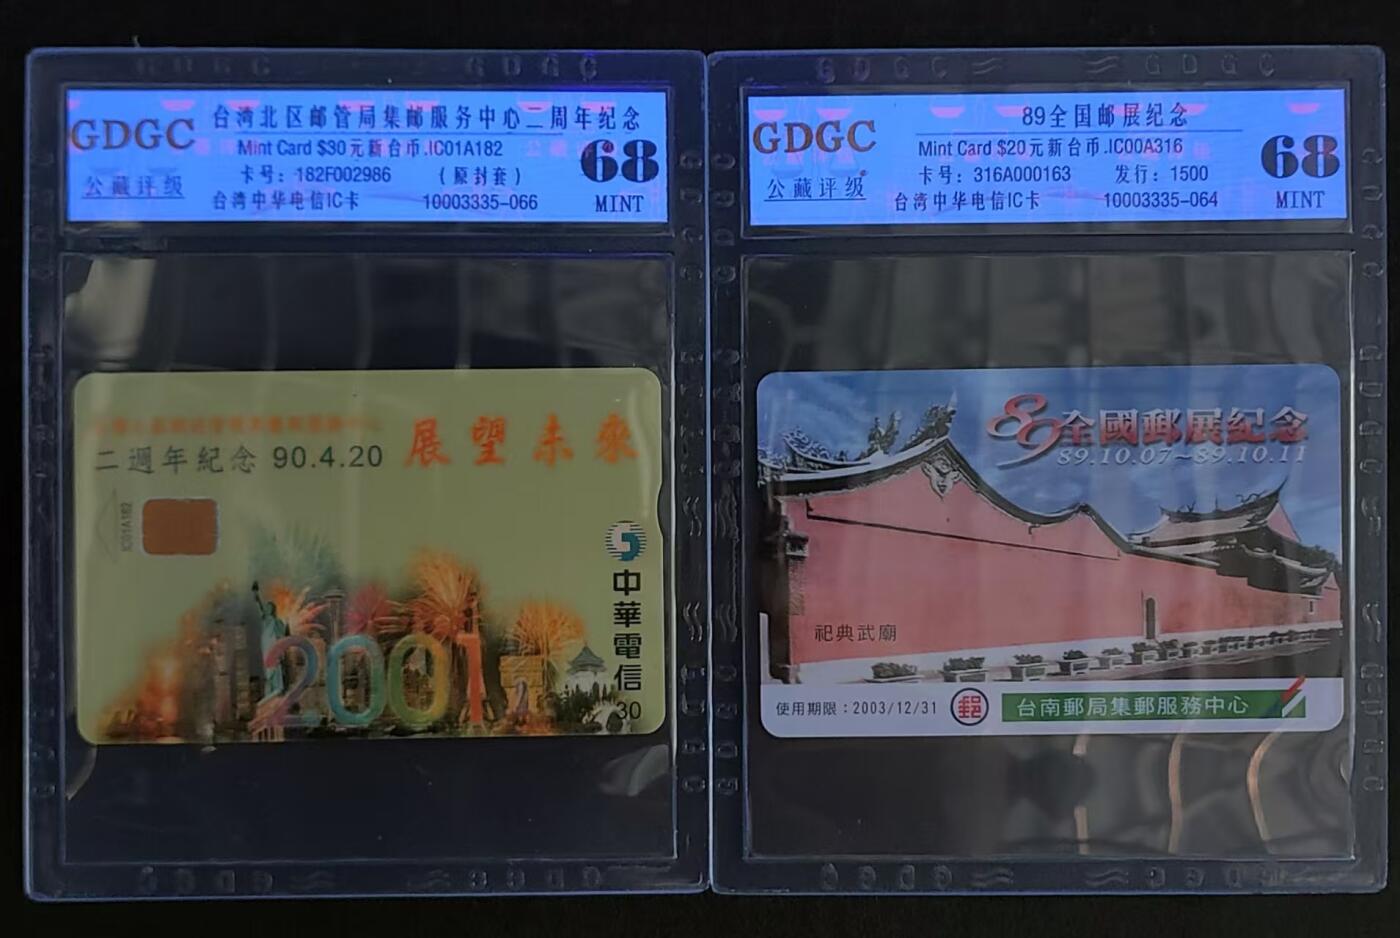 GDGC
公藏评级
台湾北区邮管局集邮服务中心二周年纪念
Mint Card $30元新台币.IC01A182
卡号：182F002986 （原封套）
台湾中华电信IC卡 10003335-066
68
MINT
二週年紀念 90.4.20
展望未來
IC01A182
2001
中華電信
30
GDGC
公藏评级
89全国邮展纪念
Mint Card $20元新台币.IC00A316
卡号：316A000163 发行：1500
台湾中华电信IC卡 10003335-064
68
MINT
89全國郵展紀念
89.10.07~89.10.11
祀典武廟
使用期限：2003/12/31
郵
台南郵局集郵服務中心